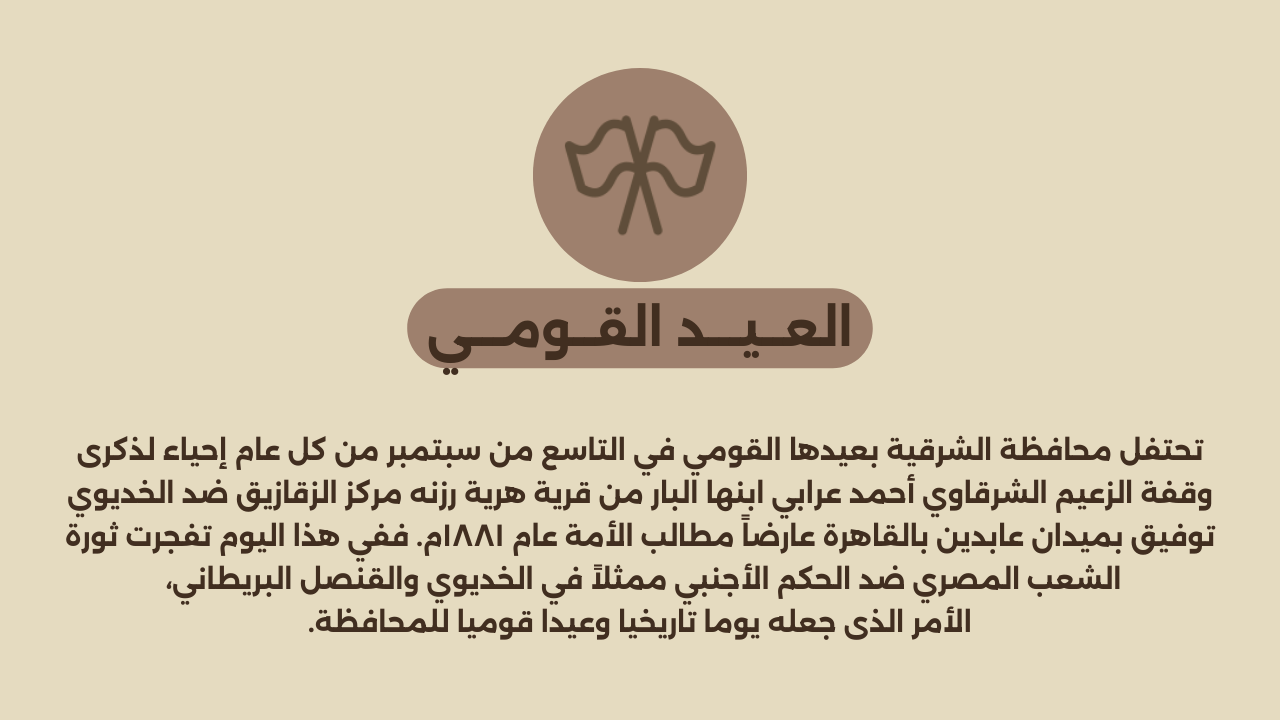 العـيـد القـومـي
تحتفل محافظة الشرقية بعيدها القومي في التاسع من سبتمبر من كل عام إحياء لذكرى
وقفة الزعيم الشرقاوي أحمد عرابي ابنها البار من قرية هرية رزنه مركز الزقازيق ضد الخديوي
توفيق بميدان عابدين بالقاهرة عارضاً مطالب الأمة عام ١٨٨١م. ففي هذا اليوم تفجرت ثورة
الشعب المصري ضد الحكم الأجنبي ممثلاً في الخديوي والقنصل البريطاني،
الأمر الذى جعله يوما تاريخيا وعيدا قوميا للمحافظة.